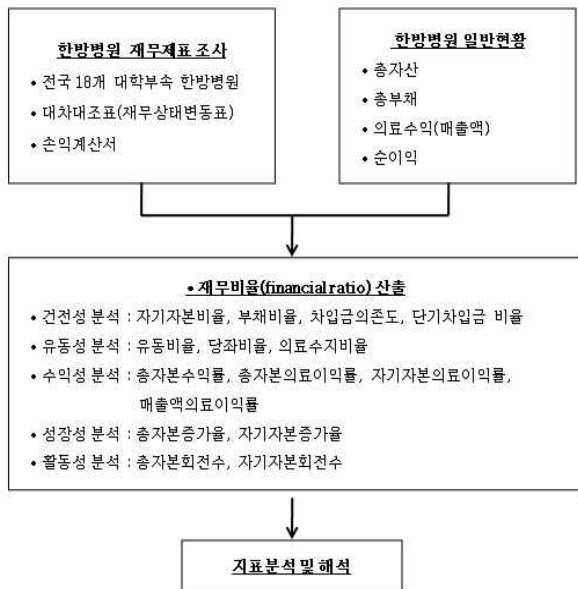 한방병원 재무제표 조사
• 전국 18개 대학부속 한방병원
• 대차대조표(재무상태변동표)
• 손익계산서
한방병원 일반현황
• 총자산
• 총부채
• 의료수익(매출액)
• 순이익
• 재무비율(financial ratio) 산출
• 건전성 분석 : 자기자본비율, 부채비율, 차입금의존도, 단기차입금 비율
• 유동성 분석 : 유동비율, 당좌비율, 의료수지비율
• 수익성 분석 : 총자본수익률, 총자본의료이익률, 자기자본의료이익률,
매출액의료이익률
• 성장성 분석 : 총자본증가율, 자기자본증가율
• 활동성 분석 : 총자본회전수, 자기자본회전수
지표분석 및 해석